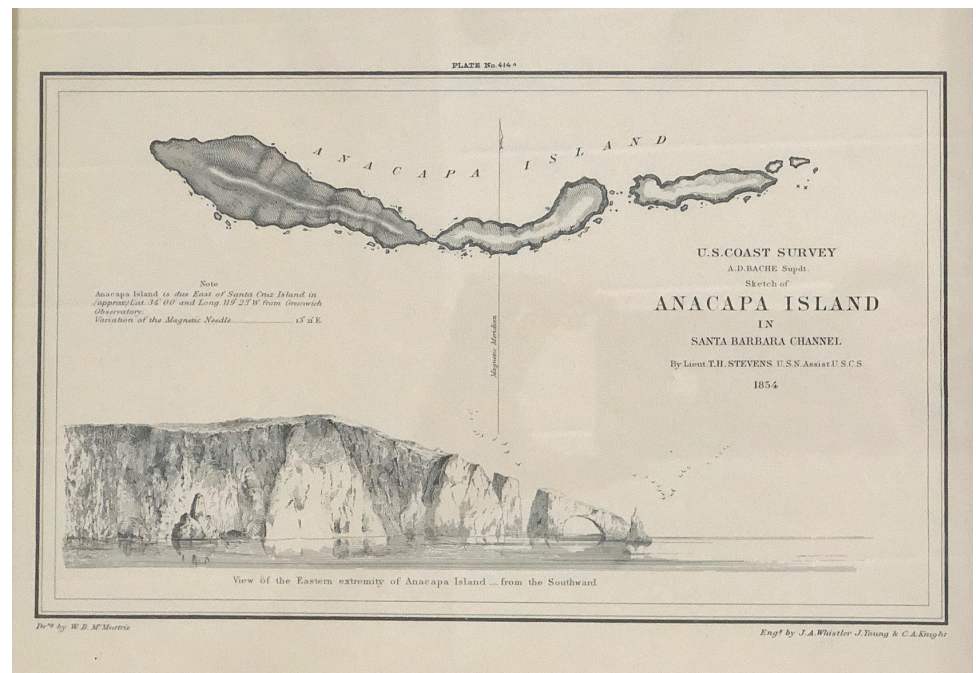 PLATE No. 414 A
ANACAPA ISLAND
U.S. COAST SURVEY
A.D. BACHE Supdt.
Sketch of
ANACAPA ISLAND
IN
SANTA BARBARA CHANNEL
By Lieut. T.H. STEVENS U.S.N. Assist. U.S.C.S.
1854
Note
Anacapa Island is due East of Santa Cruz Island in
(approx) Lat. 34° 00' and Long. 119° 23' W from Greenwich
Observatory.
Variation of the Magnetic Needle 13° 21' E.
Magnetic Meridian
View of the Eastern extremity of Anacapa Island _ from the Southward
Drng by W. B. McMurtrie
Engd by J.A. Whistler J. Young & C.A. Knight